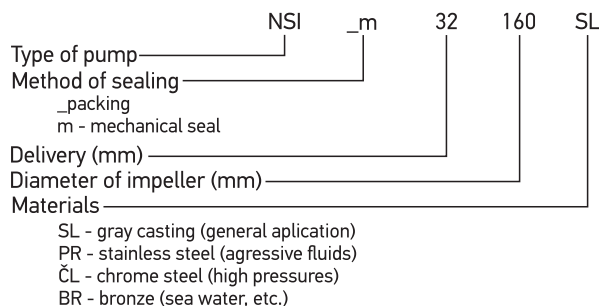 NSI _m 32 160 SL
Type of pump
Method of sealing
_packing
m - mechanical seal
Delivery (mm)
Diameter of impeller (mm)
Materials
SL - gray casting (general aplication)
PR - stainless steel (agressive fluids)
ČL - chrome steel (high pressures)
BR - bronze (sea water, etc.)